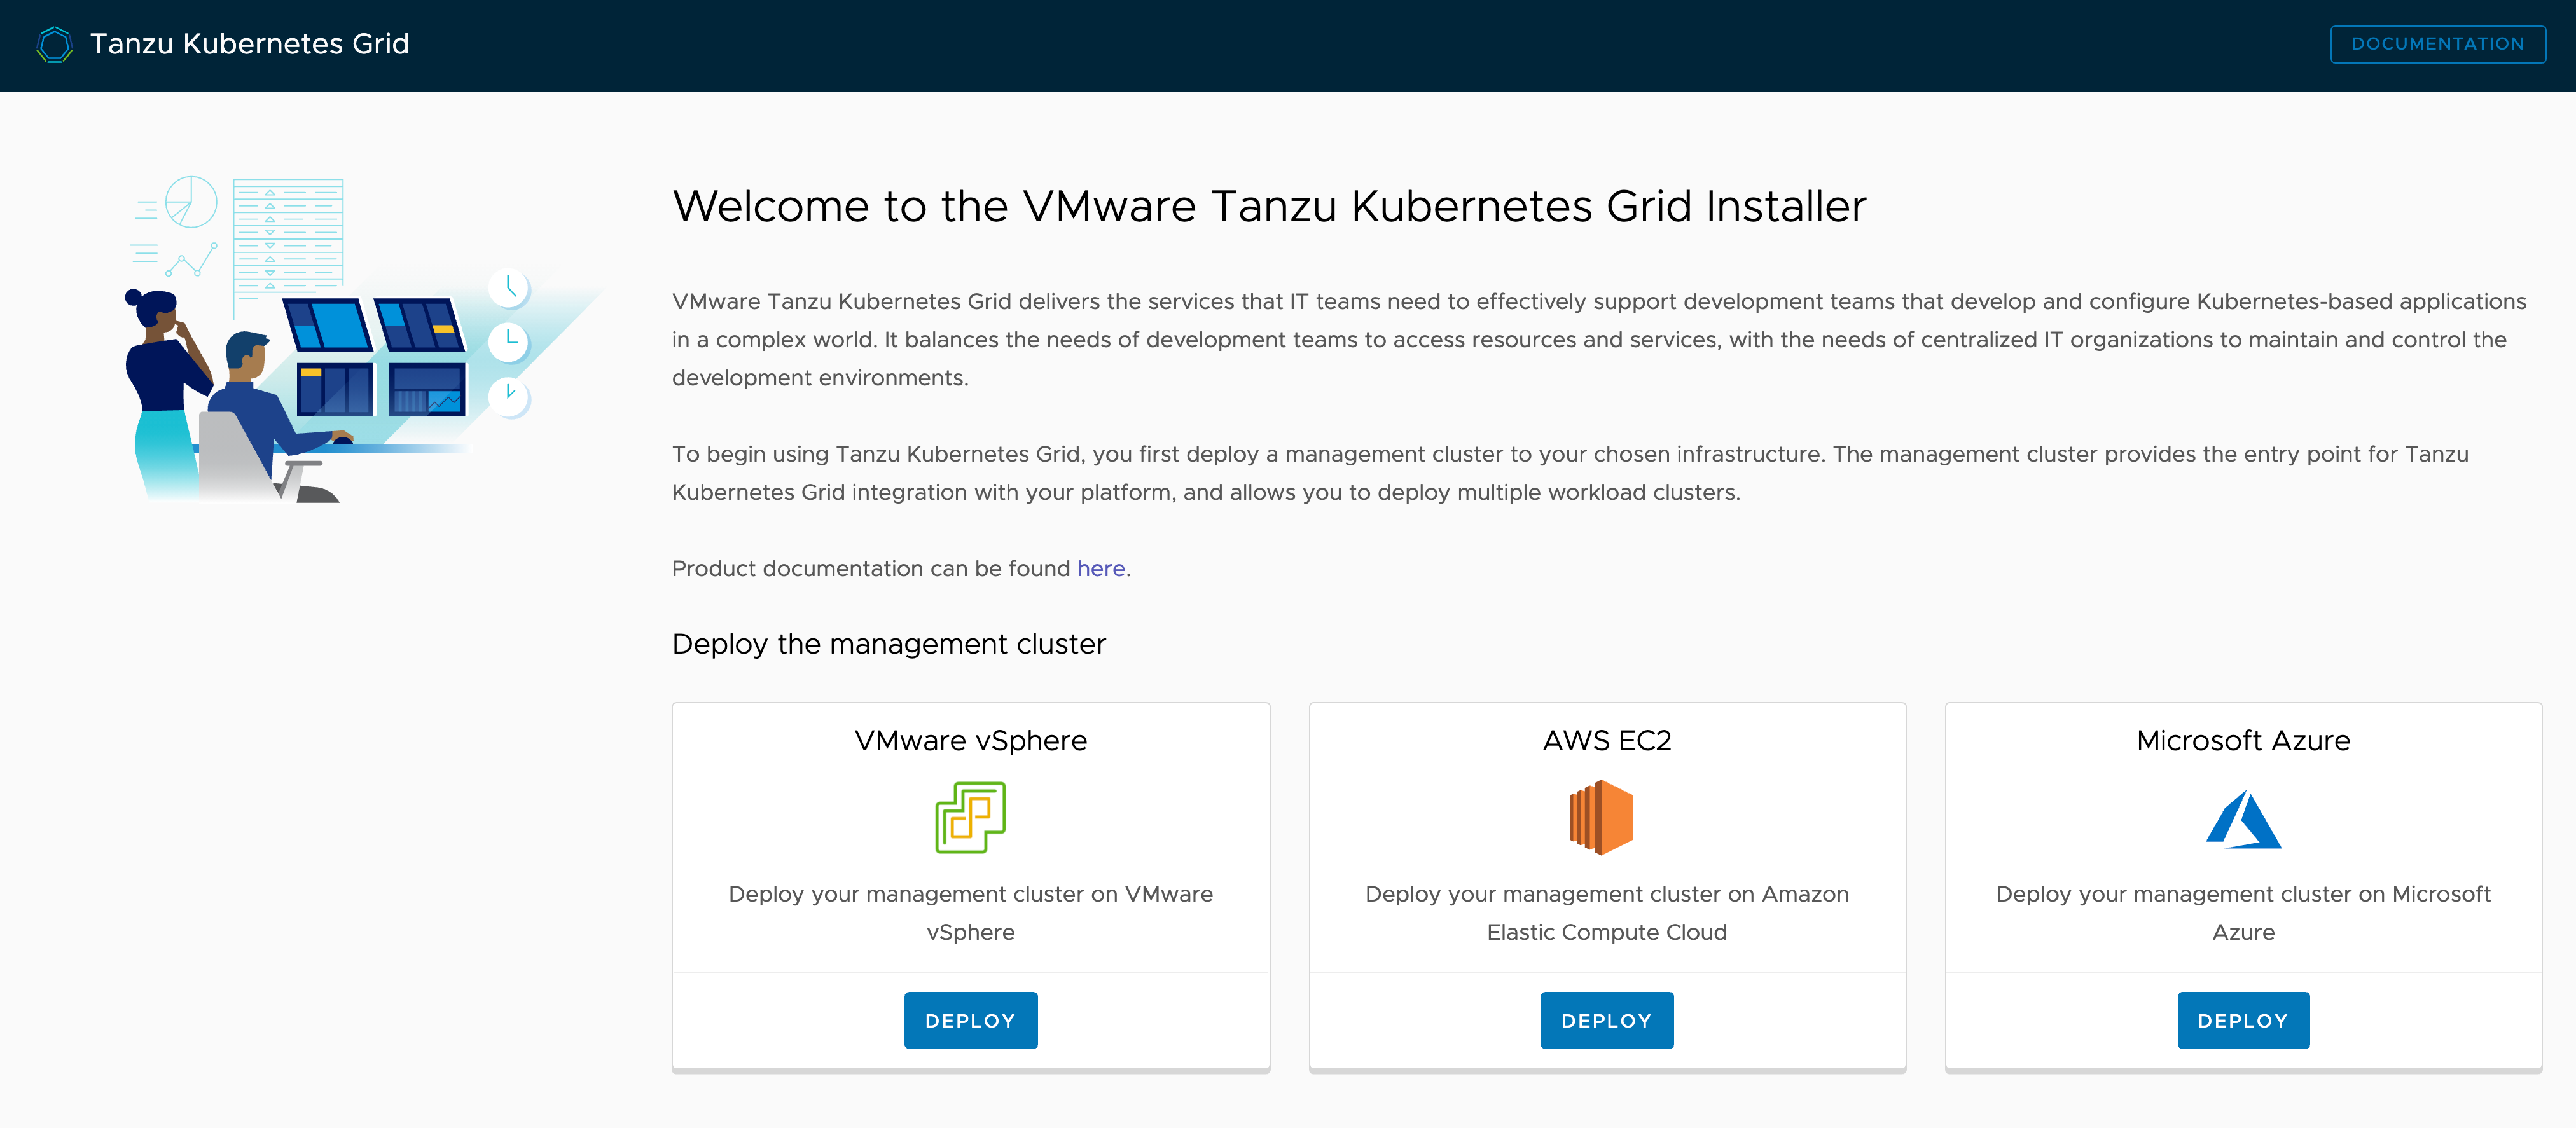 Tanzu Kubernetes Grid
DOCUMENTATION
Welcome to the VMware Tanzu Kubernetes Grid Installer
VMware Tanzu Kubernetes Grid delivers the services that IT teams need to effectively support development teams that develop and configure Kubernetes-based applications
in a complex world. It balances the needs of development teams to access resources and services, with the needs of centralized IT organizations to maintain and control the
development environments.
To begin using Tanzu Kubernetes Grid, you first deploy a management cluster to your chosen infrastructure. The management cluster provides the entry point for Tanzu
Kubernetes Grid integration with your platform, and allows you to deploy multiple workload clusters.
Product documentation can be found here.
Deploy the management cluster
VMware vSphere
Deploy your management cluster on VMware
vSphere
DEPLOY
AWS EC2
Deploy your management cluster on Amazon
Elastic Compute Cloud
DEPLOY
Microsoft Azure
Deploy your management cluster on Microsoft
Azure
DEPLOY